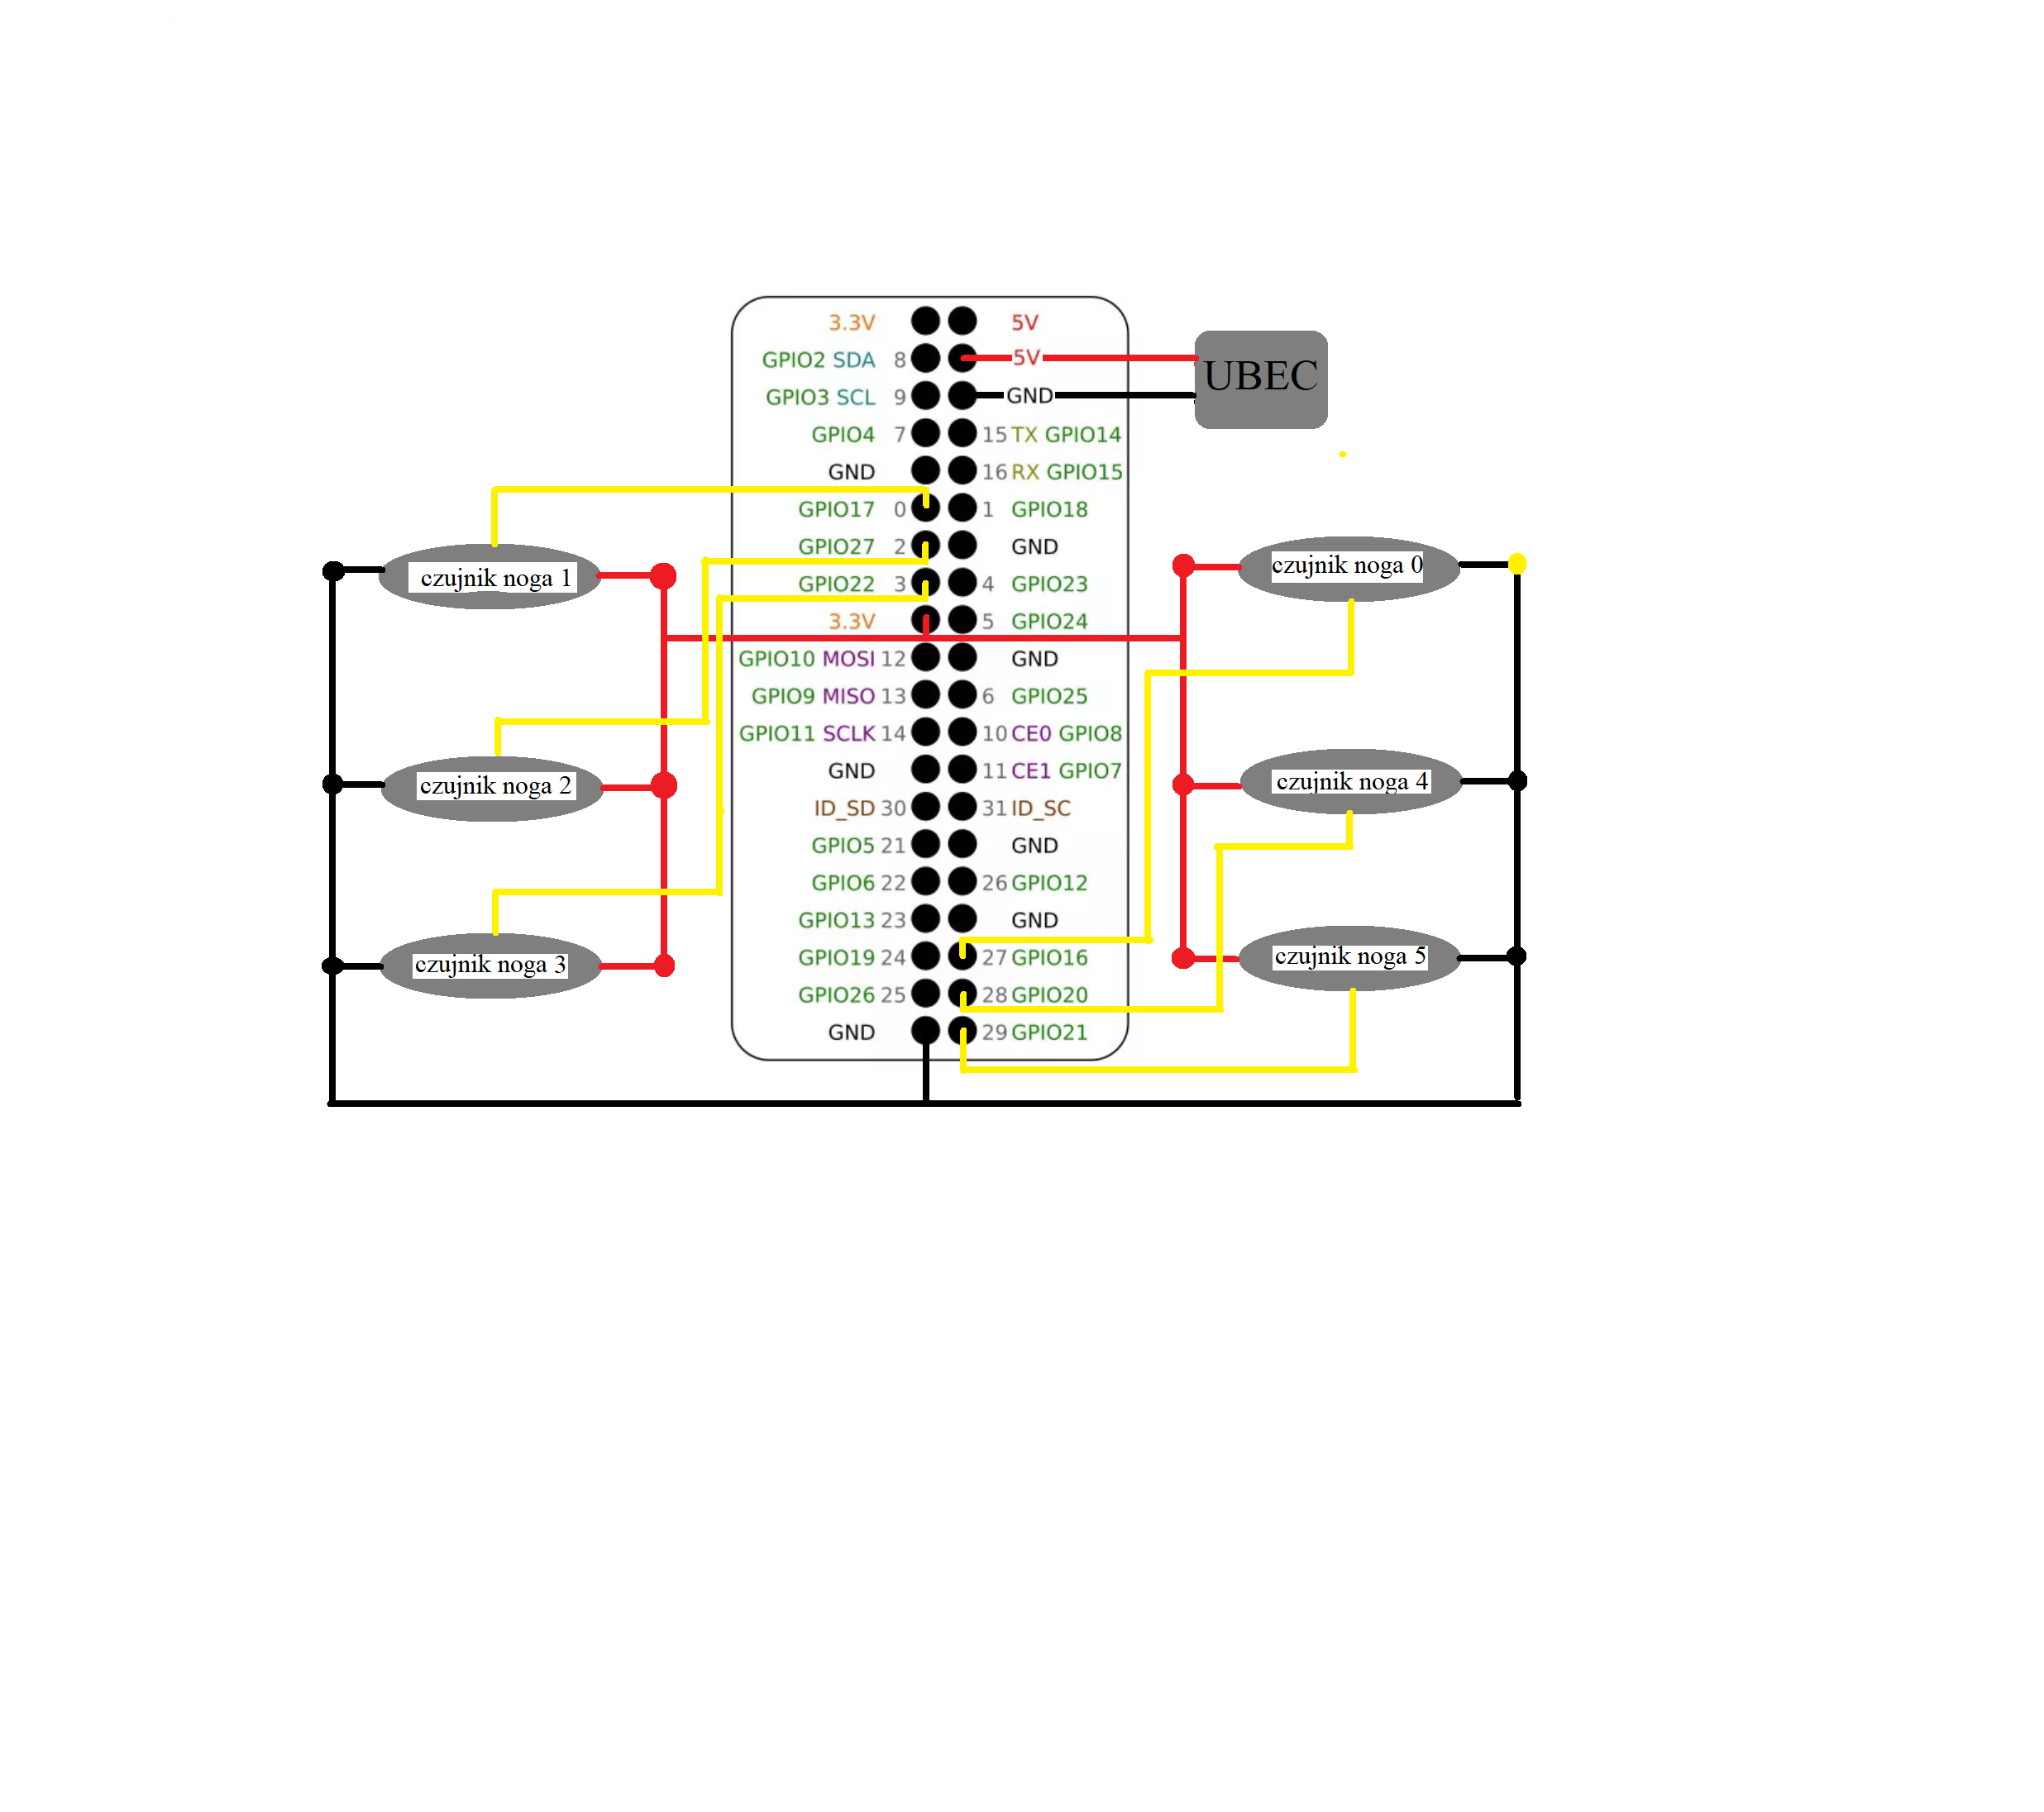 3.3V 5V
GPIO2 SDA 8 5V
UBEC
GPIO3 SCL 9 GND
GPIO4 7 15 TX GPIO14
GND 16 RX GPIO15
GPIO17 0 1 GPIO18
GPIO27 2 GND
czujnik noga 1
czujnik noga 0
GPIO22 3 4 GPIO23
3.3V 5 GPIO24
GPIO10 MOSI 12 GND
GPIO9 MISO 13 6 GPIO25
GPIO11 SCLK 14 10 CE0 GPIO8
GND 11 CE1 GPIO7
czujnik noga 2
czujnik noga 4
ID_SD 30 31 ID_SC
GPIO5 21 GND
GPIO6 22 26 GPIO12
GPIO13 23 GND
GPIO19 24 27 GPIO16
czujnik noga 3
czujnik noga 5
GPIO26 25 28 GPIO20
GND 29 GPIO21